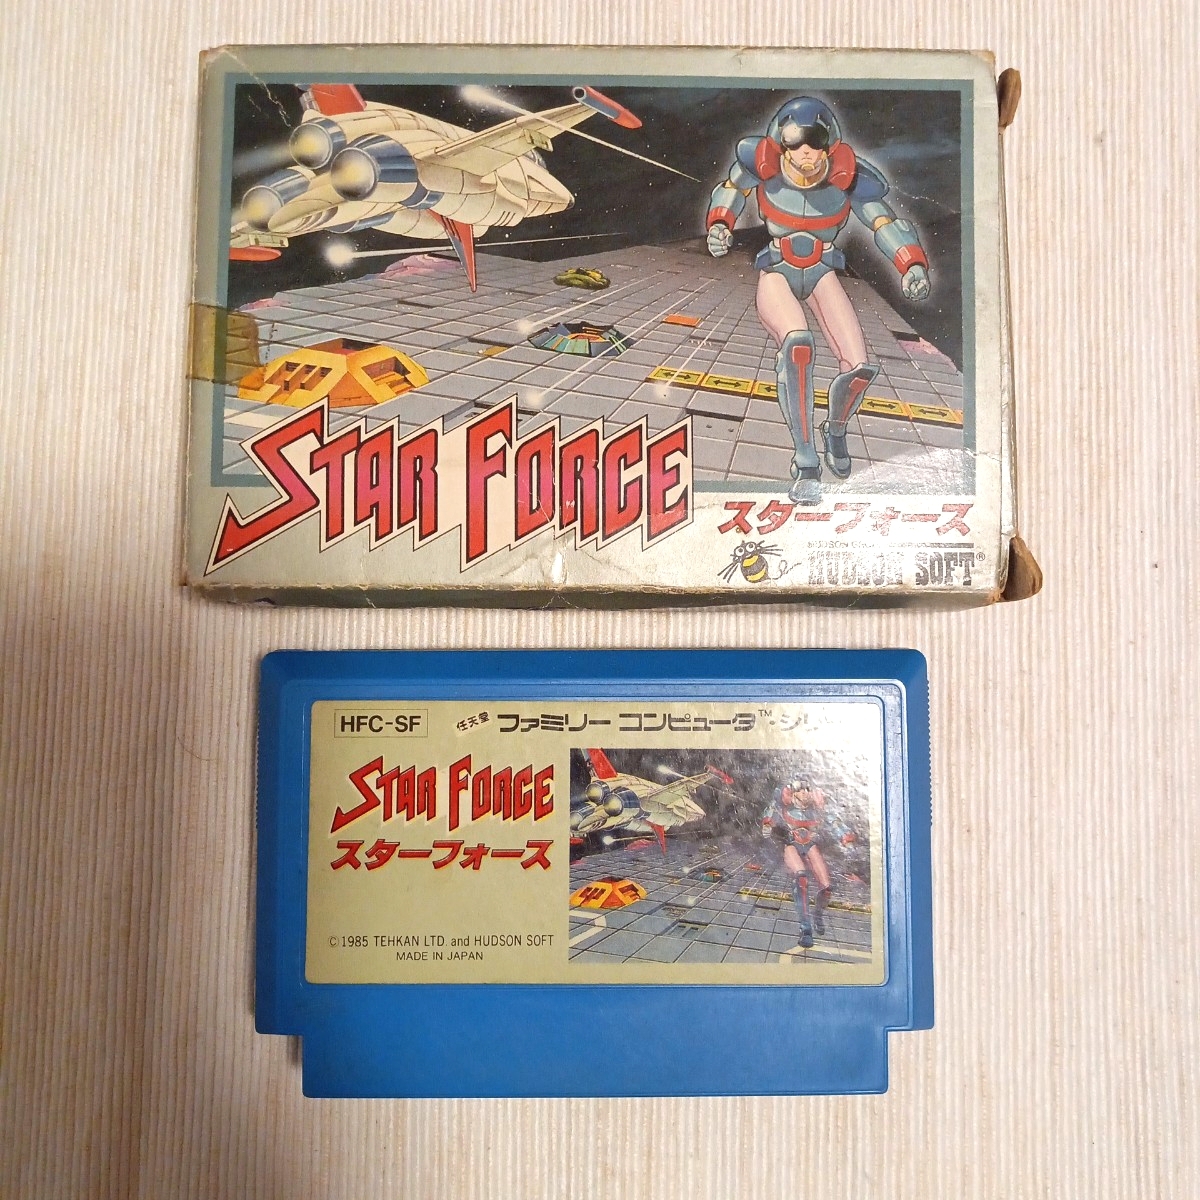 STAR FORCE
スターフォース
HUDSON SOFT®
HFC-SF
任天堂 ファミリー コンピュータ™
STAR FORCE
スターフォース
©1985 TEHKAN LTD. and HUDSON SOFT
MADE IN JAPAN